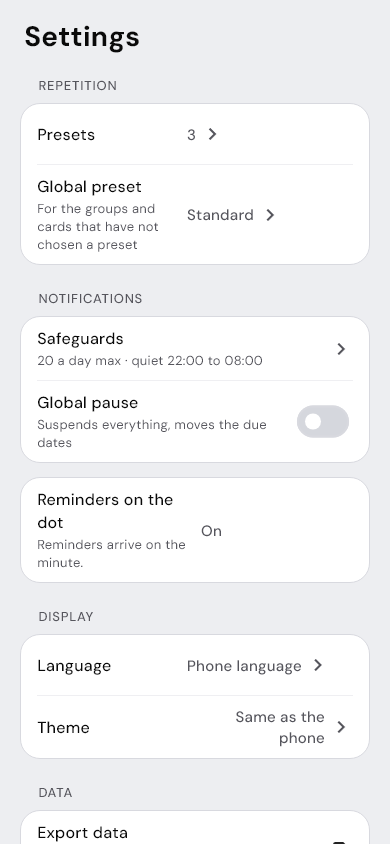 Settings
REPETITION
Presets
3
Global preset
For the groups and
cards that have not
chosen a preset
Standard
NOTIFICATIONS
Safeguards
20 a day max · quiet 22:00 to 08:00
Global pause
Suspends everything, moves the due
dates
Reminders on the
dot
Reminders arrive on the
minute.
On
DISPLAY
Language
Phone language
Theme
Same as the
phone
DATA
Export data